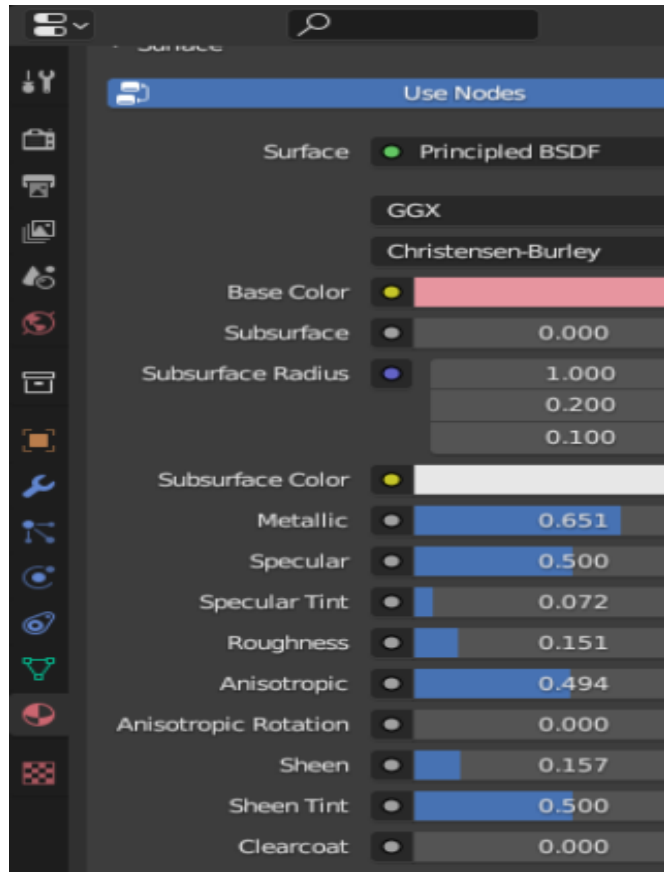 Surface
Use Nodes
Surface Principled BSDF
GGX
Christensen-Burley
Base Color
Subsurface 0.000
Subsurface Radius 1.000
0.200
0.100
Subsurface Color
Metallic 0.651
Specular 0.500
Specular Tint 0.072
Roughness 0.151
Anisotropic 0.494
Anisotropic Rotation 0.000
Sheen 0.157
Sheen Tint 0.500
Clearcoat 0.000